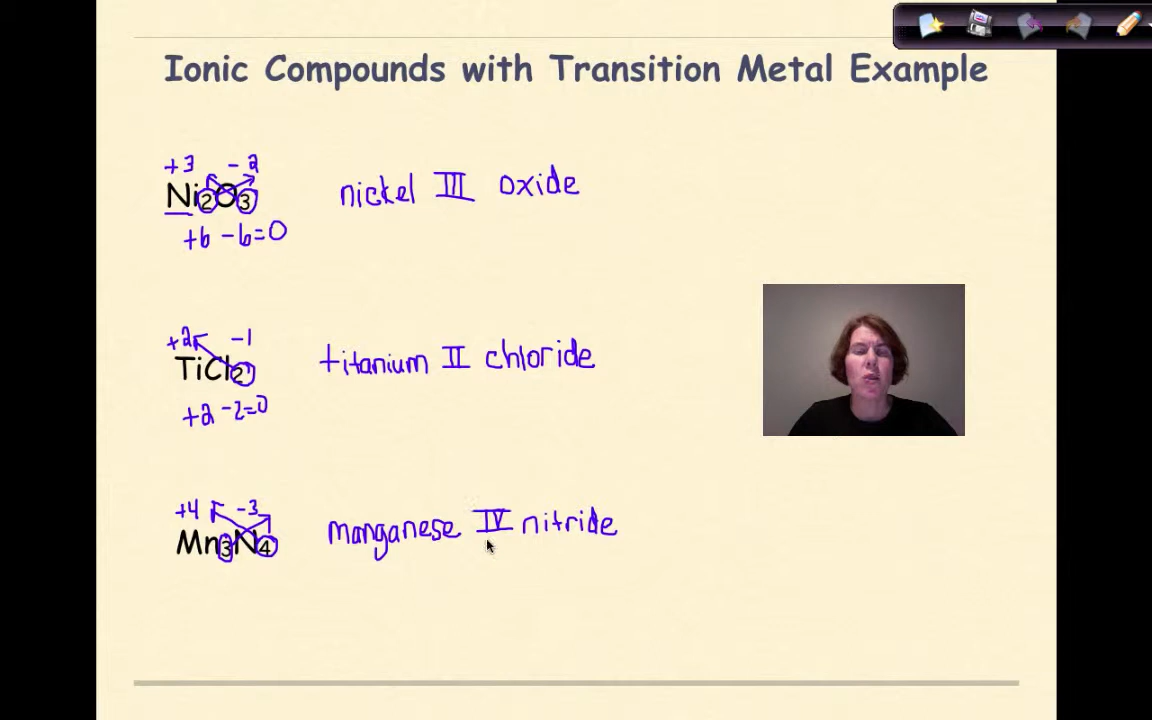 Ionic Compounds with Transition Metal Example
+3 -2
Ni2O3 nickel III oxide
+6 -6=0
+2 -1
TiCl2 titanium II chloride
+2 -2=0
+4 -3
Mn3N4 manganese IV nitride